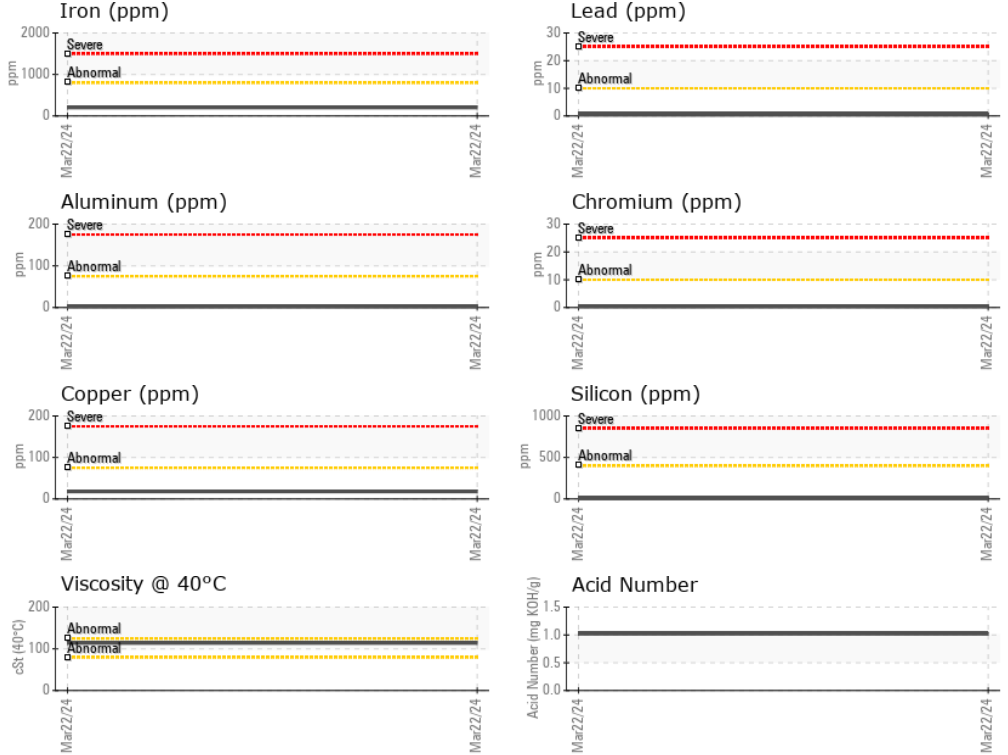 Iron (ppm)
2000
1000
0
ppm
Severe
Abnormal
Mar22/24
Mar22/24
Lead (ppm)
30
20
10
0
ppm
Severe
Abnormal
Mar22/24
Mar22/24
Aluminum (ppm)
200
100
0
ppm
Severe
Abnormal
Mar22/24
Mar22/24
Chromium (ppm)
30
20
10
0
ppm
Severe
Abnormal
Mar22/24
Mar22/24
Copper (ppm)
200
100
0
ppm
Severe
Abnormal
Mar22/24
Mar22/24
Silicon (ppm)
1000
500
0
ppm
Severe
Abnormal
Mar22/24
Mar22/24
Viscosity @ 40°C
200
100
0
cSt (40°C)
Abnormal
Abnormal
Mar22/24
Mar22/24
Acid Number
1.5
1.0
0.5
0.0
Acid Number (mg KOH/g)
Mar22/24
Mar22/24